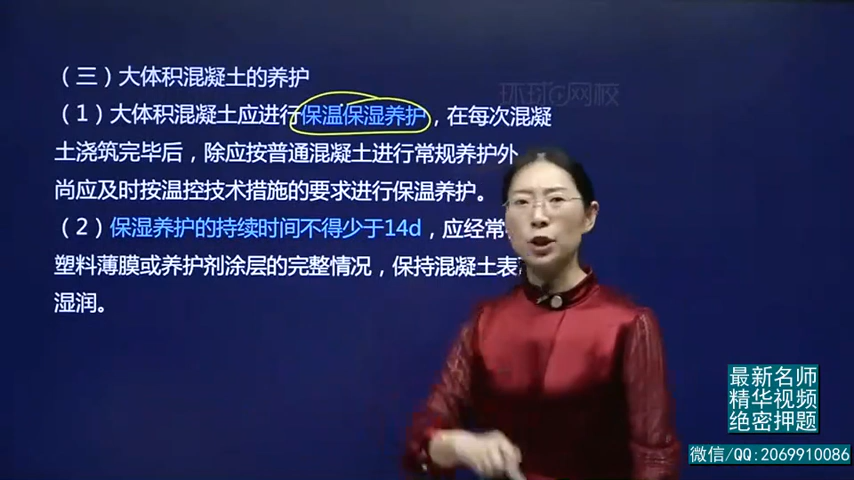 （三）大体积混凝土的养护
环球网校
（1）大体积混凝土应进行保温保湿养护，在每次混凝
土浇筑完毕后，除应按普通混凝土进行常规养护外
尚应及时按温控技术措施的要求进行保温养护。
（2）保湿养护的持续时间不得少于14d，应经常
塑料薄膜或养护剂涂层的完整情况，保持混凝土表
湿润。
最新名师
精华视频
绝密押题
微信/QQ:2069910086